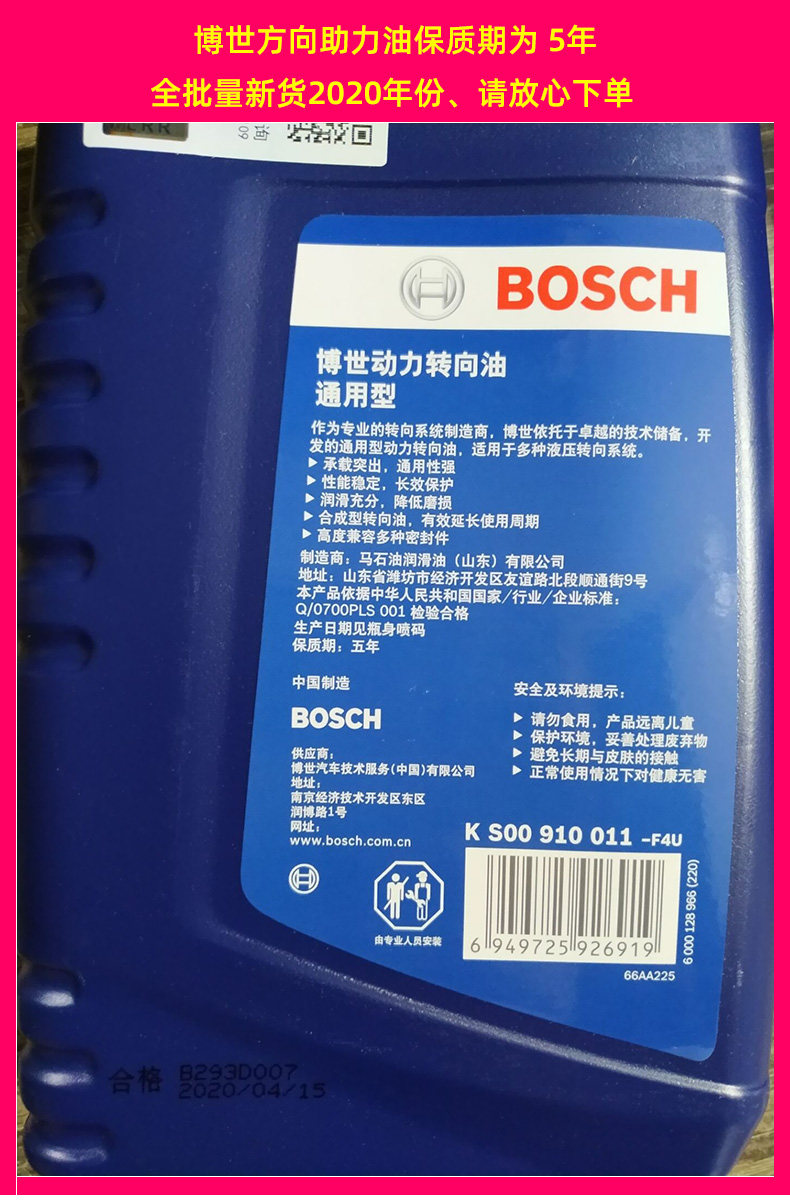 博世方向助力油保质期为 5年
全批量新货2020年份、请放心下单
询
09
BOSCH
博世动力转向油
通用型
作为专业的转向系统制造商，博世依托于卓越的技术储备，开
发的通用型动力转向油，适用于多种液压转向系统。
▶ 承载突出，通用性强
▶ 性能稳定，长效保护
▶ 润滑充分，降低磨损
▶ 合成型转向油，有效延长使用周期
▶ 高度兼容多种密封件
制造商：马石油润滑油（山东）有限公司
地址：山东省潍坊市经济开发区友谊路北段顺通街9号
本产品依据中华人民共和国国家/行业/企业标准：
Q/0700PLS 001 检验合格
生产日期见瓶身喷码
保质期：五年
中国制造
BOSCH
供应商：
博世汽车技术服务(中国)有限公司
地址：
南京经济技术开发区东区
润博路1号
网址：
www.bosch.com.cn
由专业人员安装
安全及环境提示：
▶ 请勿食用，产品远离儿童
▶ 保护环境，妥善处理废弃物
▶ 避免长期与皮肤的接触
▶ 正常使用情况下对健康无害
K S00 910 011 -F4U
6 949725 926919
6 000 128 966 (220)
66AA225
合格 B293D007
2020/04/15